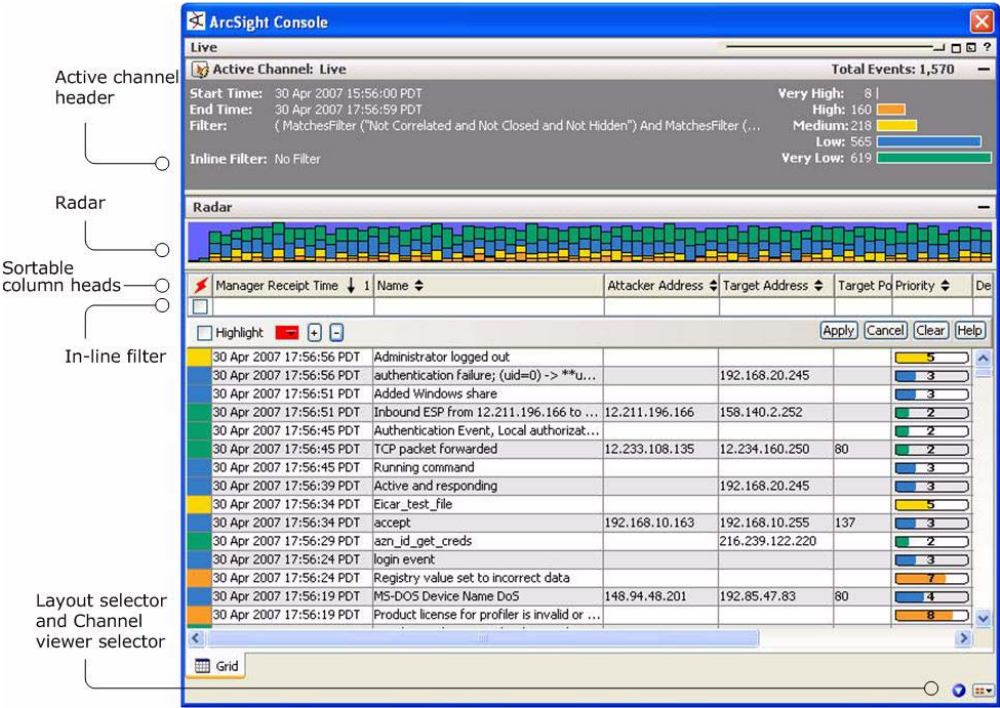 ArcSight Console
Live
Active Channel: Live Total Events: 1,570
Start Time: 30 Apr 2007 15:56:00 PDT
End Time: 30 Apr 2007 17:56:59 PDT
Filter: ( MatchesFilter ("Not Correlated and Not Closed and Not Hidden") And MatchesFilter (...
Inline Filter: No Filter
Very High: 8
High: 160
Medium: 218
Low: 565
Very Low: 619
Active channel
header
Radar
Radar
Sortable
column heads
Manager Receipt Time 1 Name Attacker Address Target Address Target Po Priority De
In-line filter
Highlight + - Apply Cancel Clear Help
30 Apr 2007 17:56:56 PDT Administrator logged out 5
30 Apr 2007 17:56:56 PDT authentication failure; (uid=0) -> **u... 192.168.20.245 3
30 Apr 2007 17:56:51 PDT Added Windows share 3
30 Apr 2007 17:56:51 PDT Inbound ESP from 12.211.196.166 to ... 12.211.196.166 158.140.2.252 2
30 Apr 2007 17:56:45 PDT Authentication Event, Local authorizat... 2
30 Apr 2007 17:56:45 PDT TCP packet forwarded 12.233.108.135 12.234.160.250 80 2
30 Apr 2007 17:56:45 PDT Running command 3
30 Apr 2007 17:56:39 PDT Active and responding 192.168.20.245 3
30 Apr 2007 17:56:34 PDT Eicar_test_file 5
30 Apr 2007 17:56:34 PDT accept 192.168.10.163 192.168.10.255 137 3
30 Apr 2007 17:56:29 PDT azn_id_get_creds 216.239.122.220 2
30 Apr 2007 17:56:24 PDT login event 3
30 Apr 2007 17:56:24 PDT Registry value set to incorrect data 7
30 Apr 2007 17:56:19 PDT MS-DOS Device Name DoS 148.94.48.201 192.85.47.83 80 4
30 Apr 2007 17:56:19 PDT Product license for profiler is invalid or ... 8
Layout selector
and Channel
viewer selector
Grid